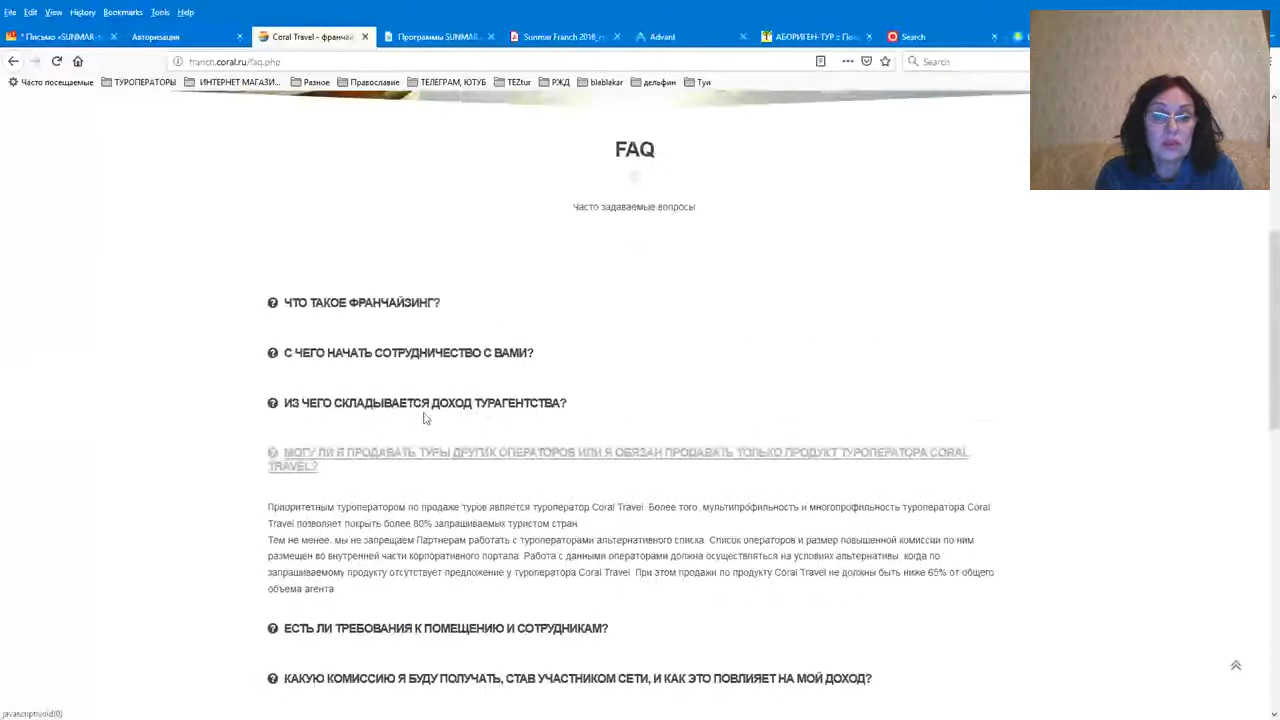 File Edit View History Bookmarks Tools Help
* Письмо «SUNMAR × Авторизация × Coral Travel - франчай × Программы SUNMAR × Sunmar Franch 2018_ × Advant × АБОРИГЕН-ТУР :: По × Search ×
franch.coral.ru/faq.php Search
Часто посещаемые ТУРОПЕРАТОРЫ ИНТЕРНЕТ МАГАЗИ... Разное Православие ТЕЛЕГРАМ, ЮТУБ TEZtur РЖД blablakar дельфин Туи
FAQ
Часто задаваемые вопросы
ЧТО ТАКОЕ ФРАНЧАЙЗИНГ?
С ЧЕГО НАЧАТЬ СОТРУДНИЧЕСТВО С ВАМИ?
ИЗ ЧЕГО СКЛАДЫВАЕТСЯ ДОХОД ТУРАГЕНТСТВА?
МОГУ ЛИ Я ПРОДАВАТЬ ТУРЫ ДРУГИХ ОПЕРАТОРОВ ИЛИ Я ОБЯЗАН ПРОДАВАТЬ ТОЛЬКО ПРОДУКТ ТУРОПЕРАТОРА CORAL
TRAVEL?
Приоритетным туроператором по продаже туров является туроператор Coral Travel. Более того, мультипрофильность и многопрофильность туроператора Coral
Travel позволяет покрыть более 80% запрашиваемых туристом стран.
Тем не менее, мы не запрещаем Партнерам работать с туроператорами альтернативного списка. Список операторов и размер повышенной комиссии по ним
размещен во внутренней части корпоративного портала. Работа с данными операторами должна осуществляться на условиях альтернативы, когда по
запрашиваемому продукту отсутствует предложение у туроператора Coral Travel. При этом продажи по продукту Coral Travel не должны быть ниже 65% от общего
объема агента.
ЕСТЬ ЛИ ТРЕБОВАНИЯ К ПОМЕЩЕНИЮ И СОТРУДНИКАМ?
КАКУЮ КОМИССИЮ Я БУДУ ПОЛУЧАТЬ, СТАВ УЧАСТНИКОМ СЕТИ, И КАК ЭТО ПОВЛИЯЕТ НА МОЙ ДОХОД?
javascript:void(0)